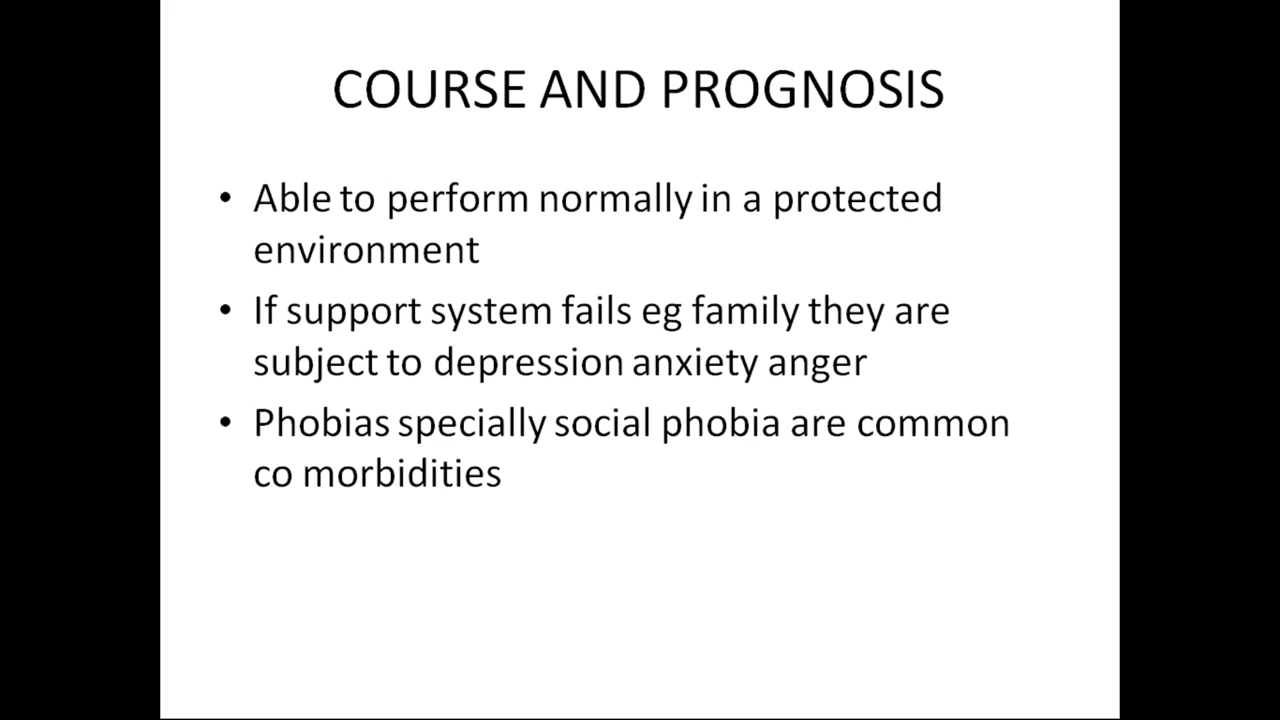 COURSE AND PROGNOSIS
• Able to perform normally in a protected
environment
• If support system fails eg family they are
subject to depression anxiety anger
• Phobias specially social phobia are common
co morbidities